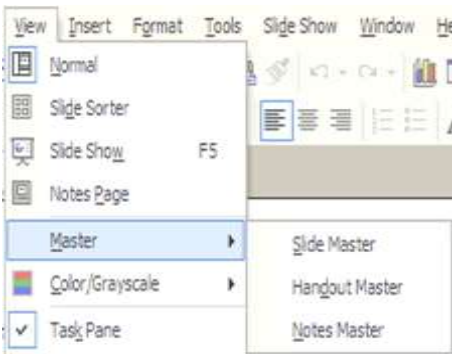 View Insert Format Tools Slide Show Window He
Normal
Slide Sorter
Slide Show F5
Notes Page
Master
Slide Master
Color/Grayscale
Handout Master
Task Pane
Notes Master